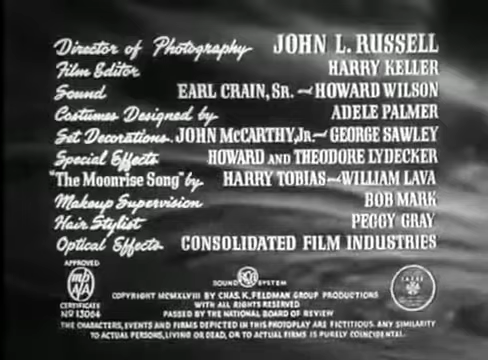 Director of Photography JOHN L. RUSSELL
Film Editor HARRY KELLER
Sound EARL CRAIN, SR.—HOWARD WILSON
Costumes Designed by ADELE PALMER
Set Decorations. JOHN McCARTHY, Jr.—GEORGE SAWLEY
Special Effects HOWARD AND THEODORE LYDECKER
"The Moonrise Song" by HARRY TOBIAS—WILLIAM LAVA
Makeup Supervision BOB MARK
Hair Stylist PEGGY GRAY
Optical Effects CONSOLIDATED FILM INDUSTRIES
APPROVED
CERTIFICATE
No 13064
SOUND RCA SYSTEM
COPYRIGHT MCMXLVIII BY CHAS. K. FELDMAN GROUP PRODUCTIONS
WITH ALL RIGHTS RESERVED
PASSED BY THE NATIONAL BOARD OF REVIEW
THE CHARACTERS, EVENTS AND FIRMS DEPICTED IN THIS PHOTOPLAY ARE FICTITIOUS. ANY SIMILARITY
TO ACTUAL PERSONS, LIVING OR DEAD, OR TO ACTUAL FIRMS IS PURELY COINCIDENTAL.